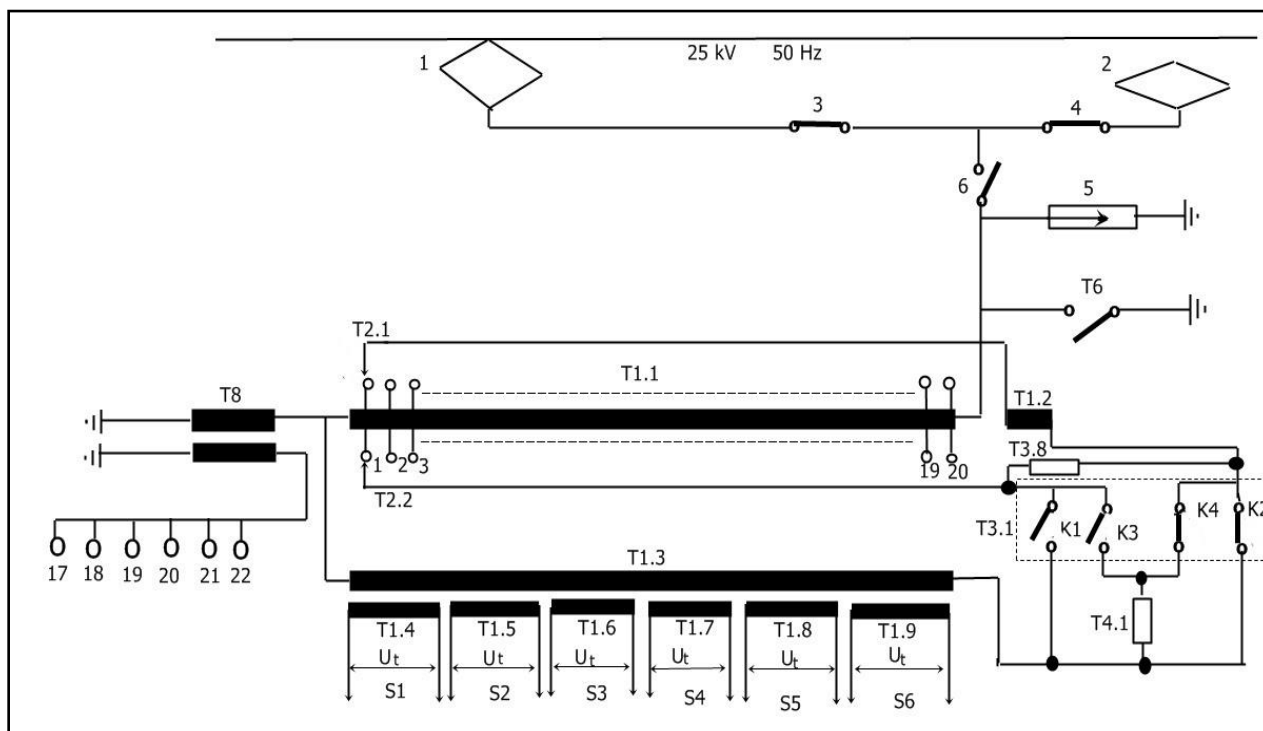 25 kV 50 Hz
1
2
3
4
6
5
T6
T2.1
T1.1
T8
T1.2
1 2 3
19 20
T3.8
T2.2
T3.1
K1
K3
K4
K2
T1.3
17 18 19 20 21 22
T4.1
T1.4 T1.5 T1.6 T1.7 T1.8 T1.9
Ut Ut Ut Ut Ut Ut
S1 S2 S3 S4 S5 S6